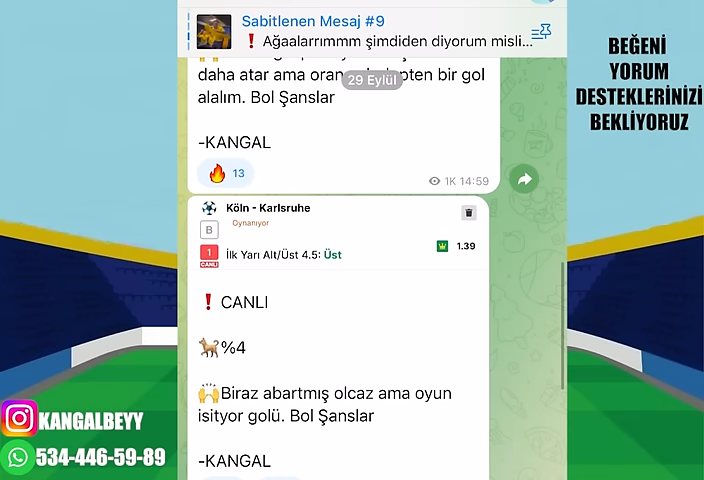 Sabitlenen Mesaj #9
❗ Ağaalarrımmm şimdiden diyorum misli...
daha atar ama oran
pten bir gol
29 Eylül
alalım. Bol Şanslar
-KANGAL
🔥 13
1K 14:59
Köln - Karlsruhe
Oynanıyor
B
1
CANLI
İlk Yarı Alt/Üst 4.5: Üst
1.39
❗ CANLI
🐕%4
🙌Biraz abartmış olcaz ama oyun
isityor golü. Bol Şanslar
-KANGAL
BEĞENİ
YORUM
DESTEKLERİNİZİ
BEKLİYORUZ
KANGALBEYY
534-446-59-89